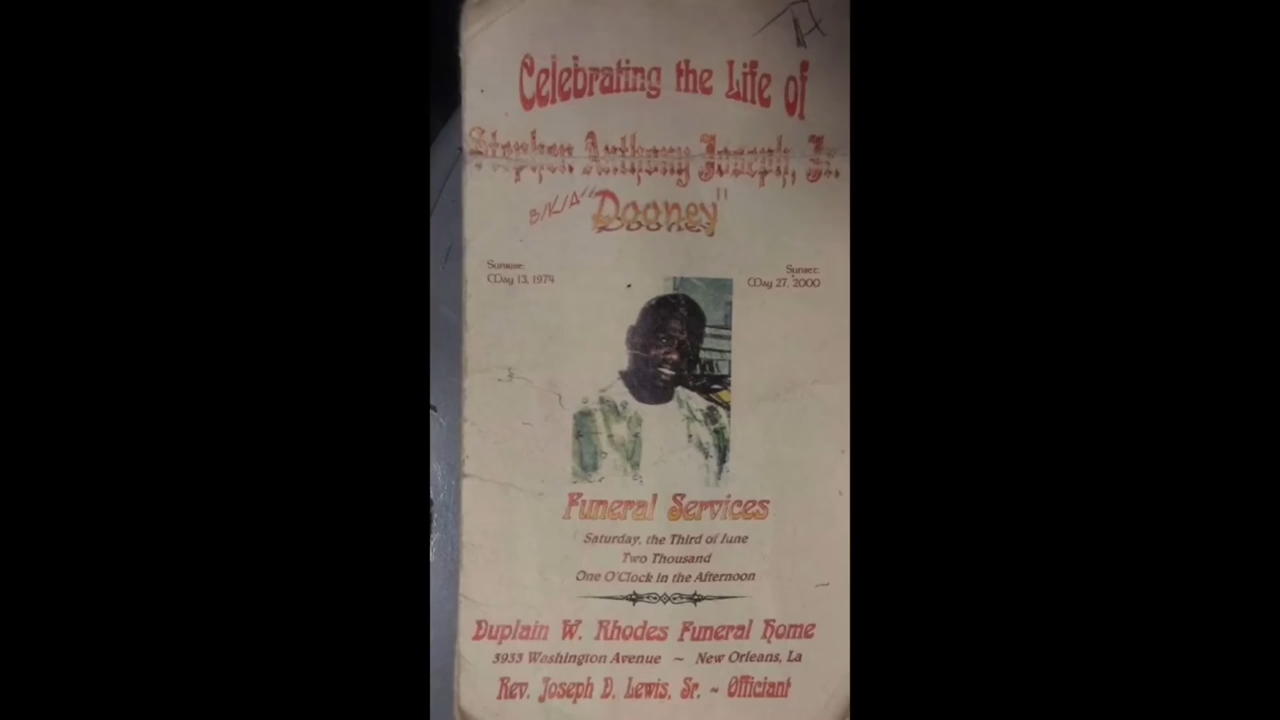 Celebrating the Life of
Stephen Anthony Joseph, Jr.
B/K/A "Dooney"
Sunrise: 
May 13, 1974
Sunset:
May 27, 2000
Funeral Services
Saturday, the Third of June
Two Thousand
One O'Clock in the Afternoon
Duplain W. Rhodes Funeral Home
3933 Washington Avenue ~ New Orleans, La
Rev. Joseph D. Lewis, Sr. ~ Officiant